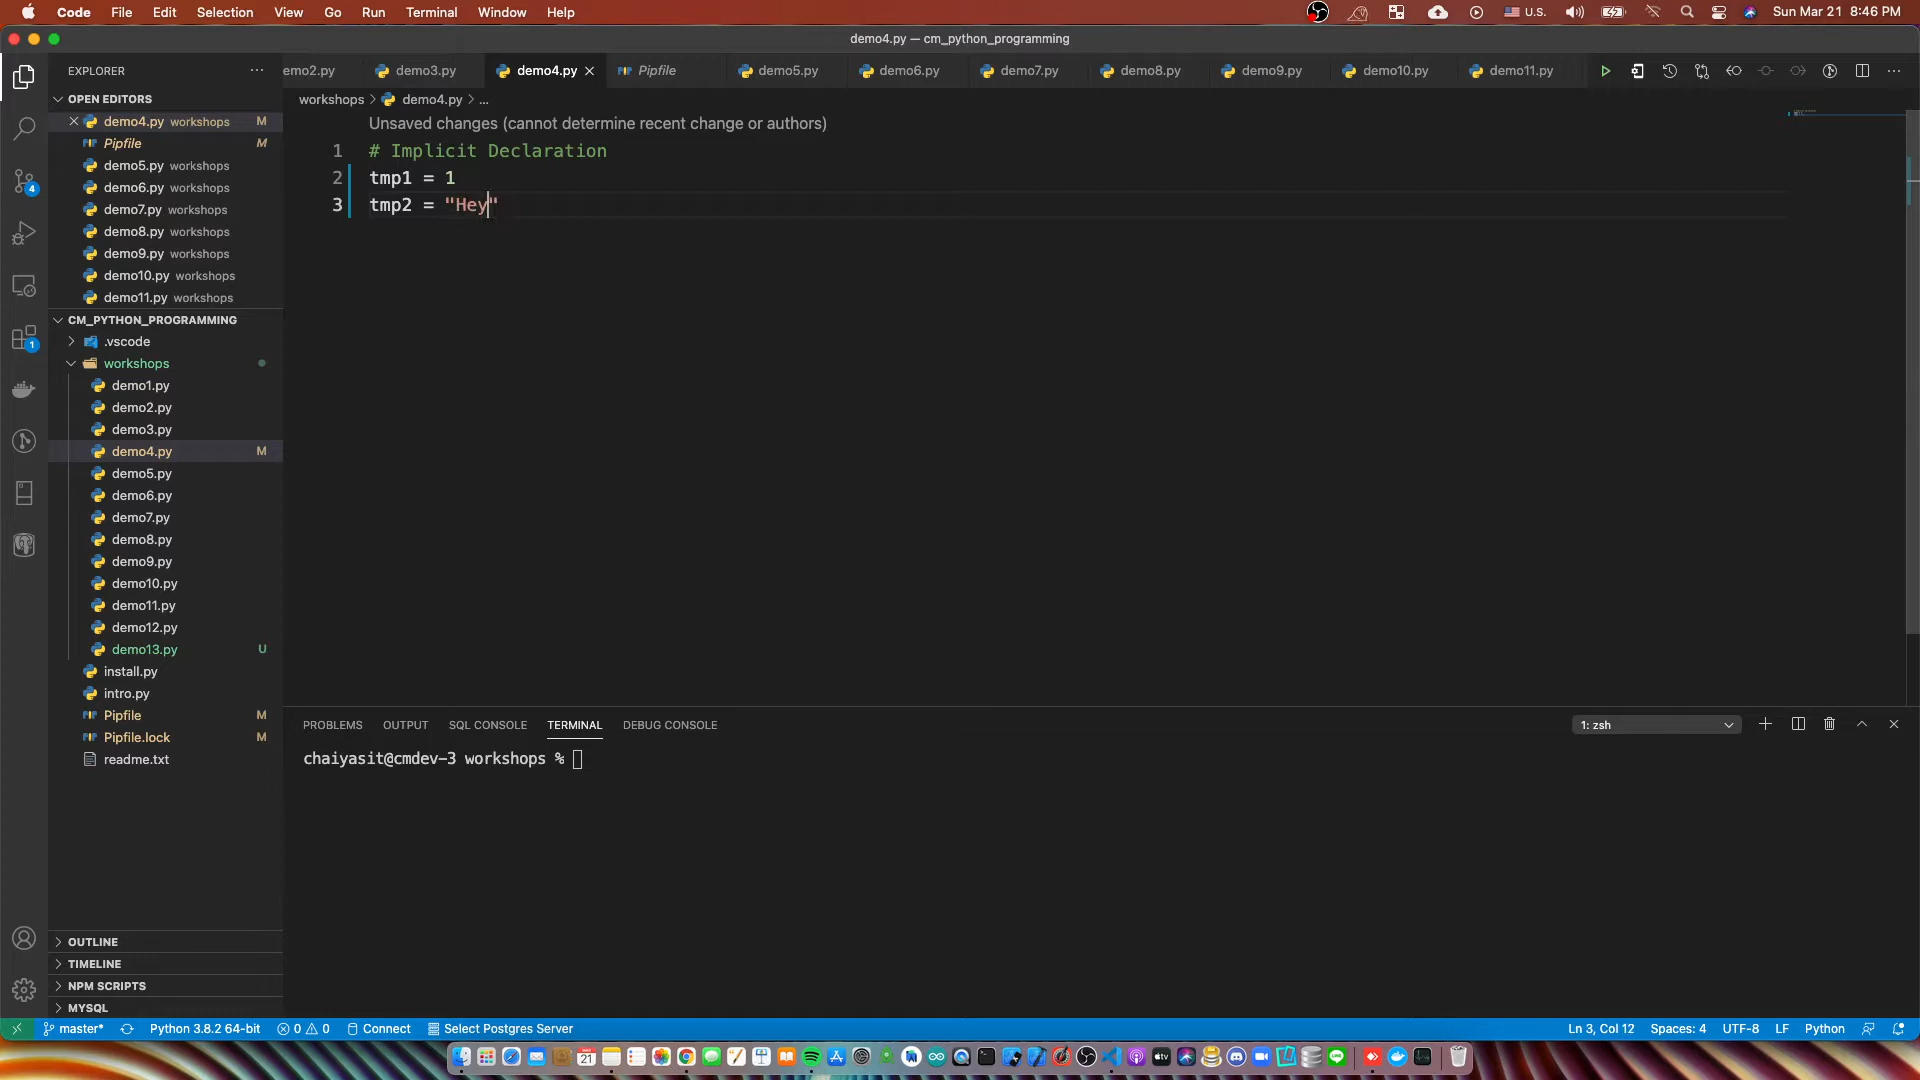 Code File Edit Selection View Go Run Terminal Window Help U.S. Sun Mar 21 8:46 PM
demo4.py — cm_python_programming
EXPLORER
emo2.py demo3.py demo4.py Pipfile demo5.py demo6.py demo7.py demo8.py demo9.py demo10.py demo11.py
workshops > demo4.py > ...
OPEN EDITORS
demo4.py workshops M
Pipfile M
demo5.py workshops
demo6.py workshops
demo7.py workshops
demo8.py workshops
demo9.py workshops
demo10.py workshops
demo11.py workshops
CM_PYTHON_PROGRAMMING
.vscode
workshops
demo1.py
demo2.py
demo3.py
demo4.py M
demo5.py
demo6.py
demo7.py
demo8.py
demo9.py
demo10.py
demo11.py
demo12.py
demo13.py U
install.py
intro.py
Pipfile M
Pipfile.lock M
readme.txt
OUTLINE
TIMELINE
NPM SCRIPTS
MYSQL
4
1
Unsaved changes (cannot determine recent change or authors)
1 # Implicit Declaration
2 tmp1 = 1
3 tmp2 = "Hey"
PROBLEMS OUTPUT SQL CONSOLE TERMINAL DEBUG CONSOLE 1: zsh
chaiyasit@cmdev-3 workshops %
master* Python 3.8.2 64-bit 0 0 Connect Select Postgres Server Ln 3, Col 12 Spaces: 4 UTF-8 LF Python
21